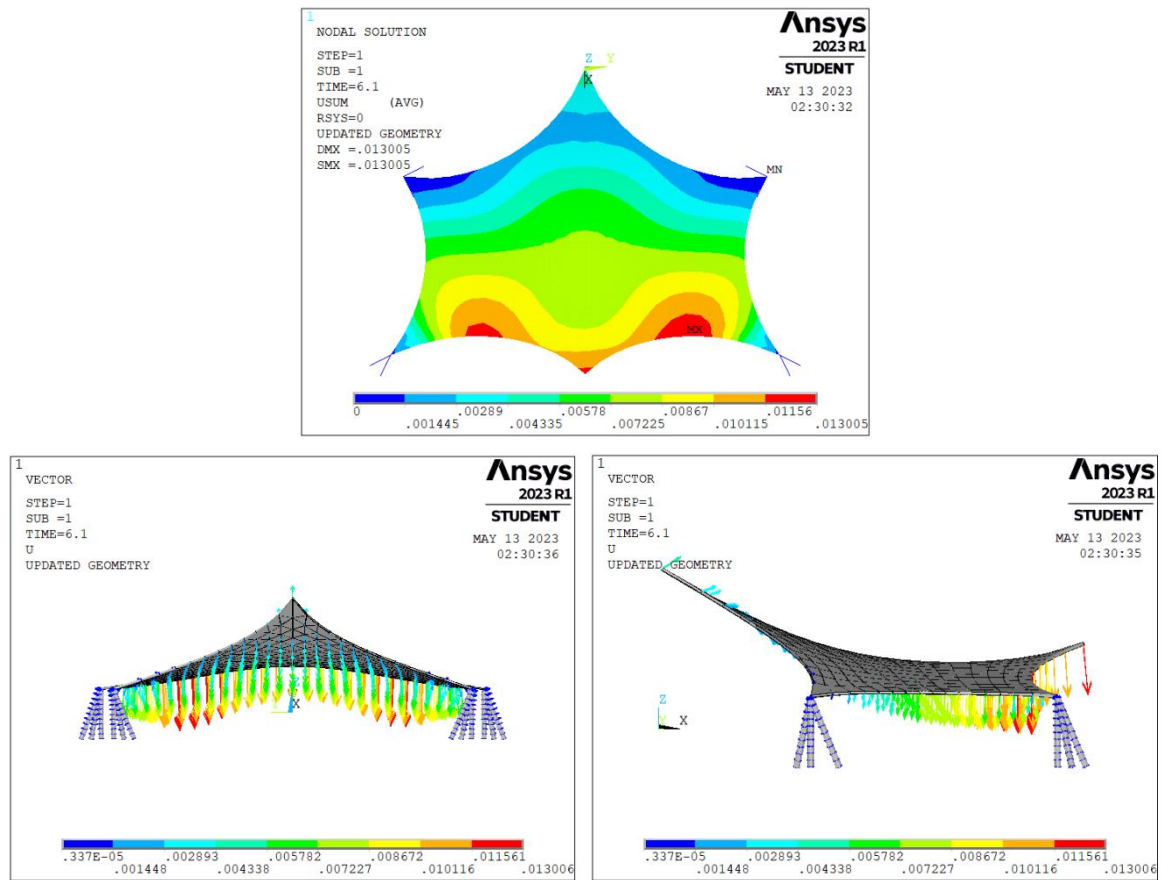 1
NODAL SOLUTION
STEP=1
SUB =1
TIME=6.1
USUM (AVG)
RSYS=0
UPDATED GEOMETRY
DMX =.013005
SMX =.013005
Ansys
2023 R1
STUDENT
MAY 13 2023
02:30:32
Z Y
X
MN
MX
0 .00289 .00578 .00867 .01156
.001445 .004335 .007225 .010115 .013005
1
VECTOR
STEP=1
SUB =1
TIME=6.1
U
UPDATED GEOMETRY
Ansys
2023 R1
STUDENT
MAY 13 2023
02:30:36
Z
Y X
.337E-05 .002893 .005782 .008672 .011561
.001448 .004338 .007227 .010116 .013006
1
VECTOR
STEP=1
SUB =1
TIME=6.1
U
UPDATED GEOMETRY
Ansys
2023 R1
STUDENT
MAY 13 2023
02:30:35
Z
Y X
.337E-05 .002893 .005782 .008672 .011561
.001448 .004338 .007227 .010116 .013006